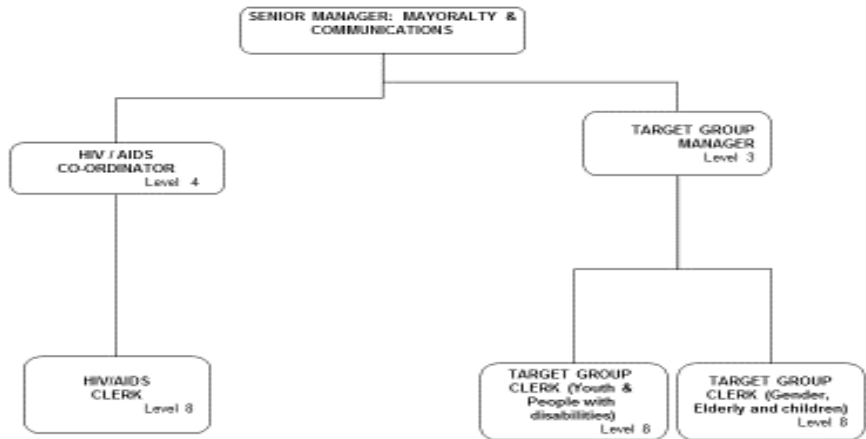 SENIOR MANAGER: MAYORALTY &
COMMUNICATIONS
HIV / AIDS
CO-ORDINATOR
Level 4
TARGET GROUP
MANAGER
Level 3
HIV/AIDS
CLERK
Level 8
TARGET GROUP
CLERK (Youth &
People with
disabilities)
Level 8
TARGET GROUP
CLERK (Gender,
Elderly and children)
Level 8